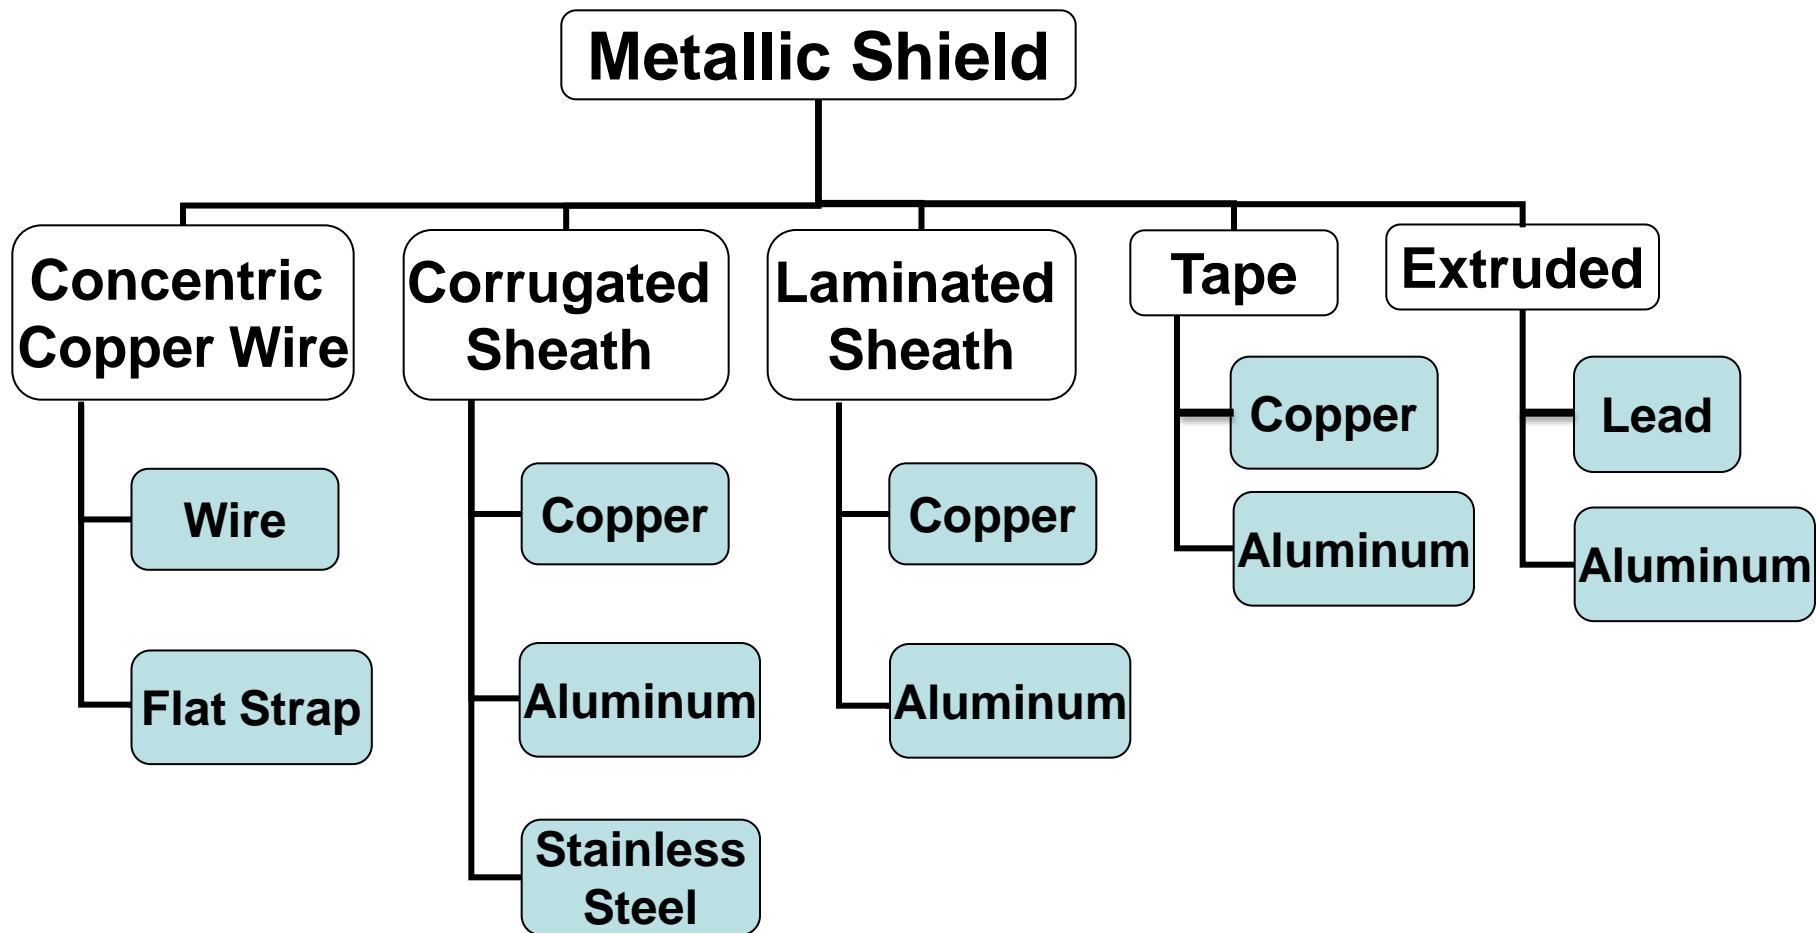 Metallic Shield
Concentric
Copper Wire
Wire
Flat Strap
Corrugated
Sheath
Copper
Aluminum
Stainless
Steel
Laminated
Sheath
Copper
Aluminum
Tape
Copper
Aluminum
Extruded
Lead
Aluminum